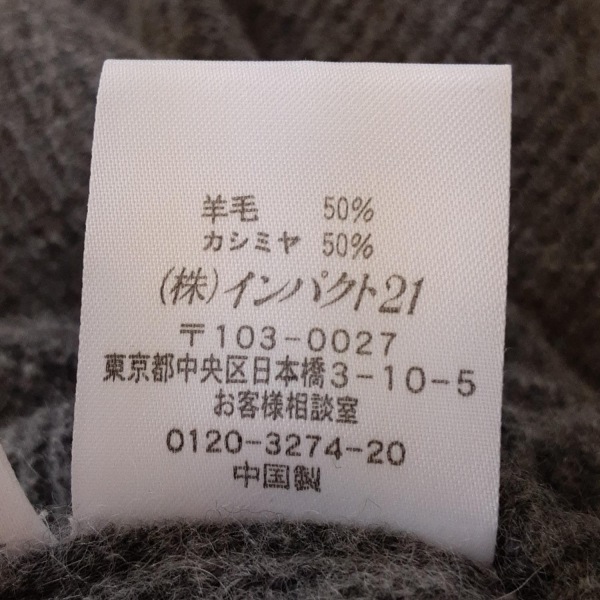 羊毛 50%
カシミヤ 50%
(株)インパクト21
〒103-0027
東京都中央区日本橋3-10-5
お客様相談室
0120-3274-20
中国製